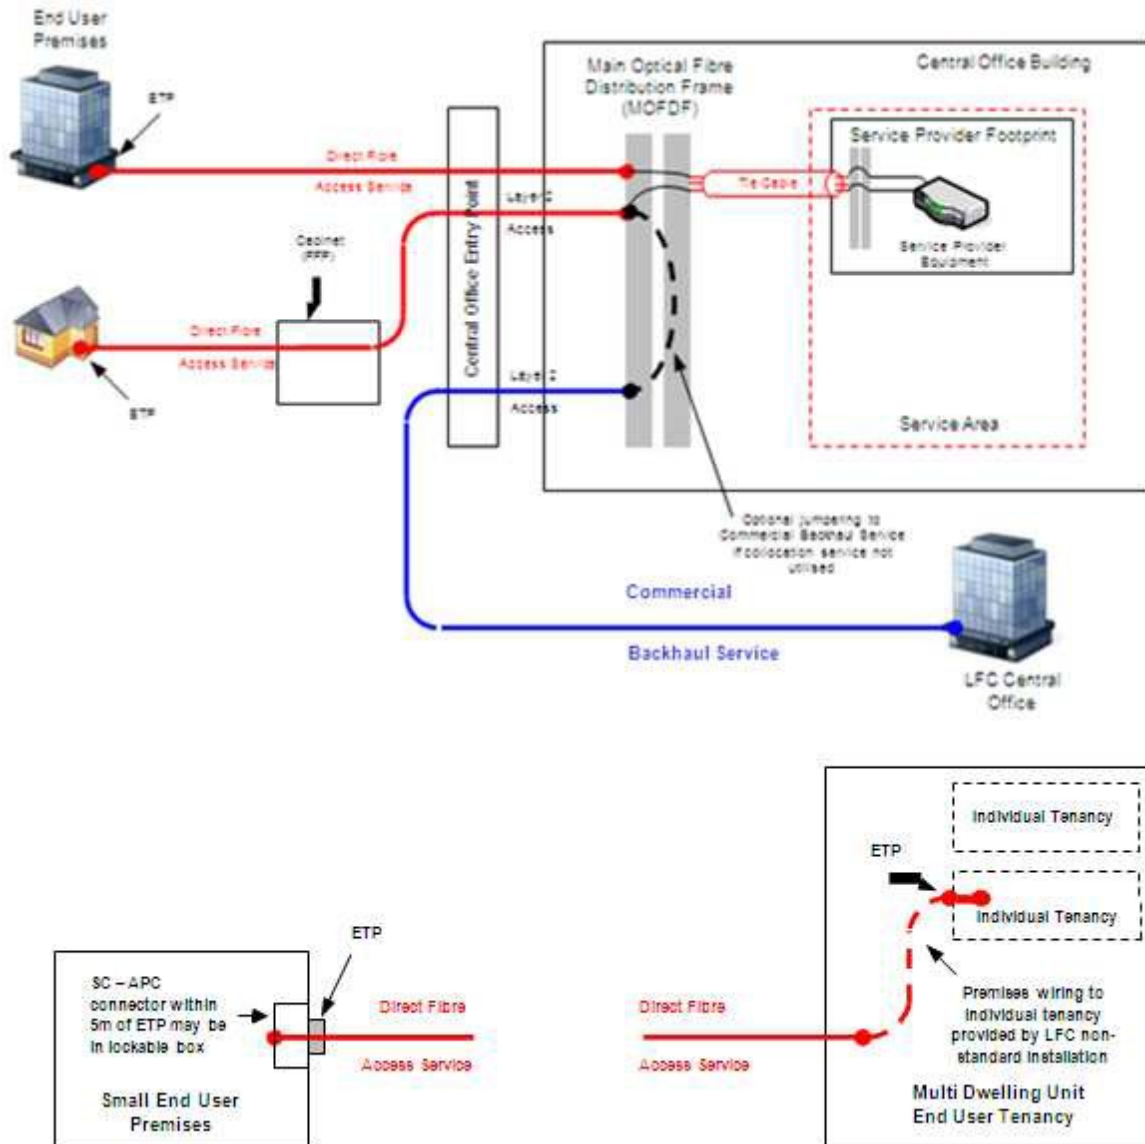 End User
Premises
ETP
Main Optical Fibre
Distribution Frame
(MOFDF)
Central Office Building
Service Provider Footprint
Direct Fibre
Access Service
Central Office Entry Point
Layer 2
Access
Tie Cable
Service Provider
Equipment
Cabinet
(FFP)
Direct Fibre
Access Service
ETP
Layer 2
Access
Service Area
Optional jumpering to
Commercial Backhaul Service
if collocation service not
utilised
Commercial
Backhaul Service
LFC Central
Office
Individual Tenancy
ETP
Individual Tenancy
ETP
SC – APC
connector within
5m of ETP may be
in lockable box
Direct Fibre
Access Service
Direct Fibre
Access Service
Premises wiring to
individual tenancy
provided by LFC non-
standard installation
Small End User
Premises
Multi Dwelling Unit
End User Tenancy